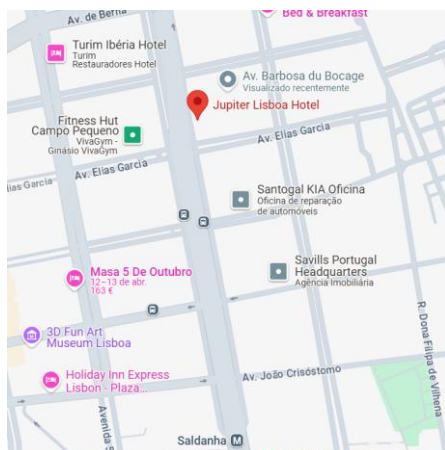 Av. de Berna
Bed & Breakfast
Turim Ibéria Hotel
Turim
Restauradores Hotel
Av. Barbosa du Bocage
Visualizado recentemente
Jupiter Lisboa Hotel
Fitness Hut
Campo Pequeno
VivaGym -
Ginásio VivaGym
Av. Elias Garcia
Av. Elias Garcia
Elias Garcia
Santogal KIA Oficina
Oficina de reparação
de automóveis
Savills Portugal
Headquarters
Agência Imobiliária
Masa 5 De Outubro
12–13 de abr.
163 €
3D Fun Art
Museum Lisboa
R. Dona Filipa de Vilhena
Holiday Inn Express
Lisbon - Plaza...
Av. João Crisóstomo
Avenida
Saldanha M